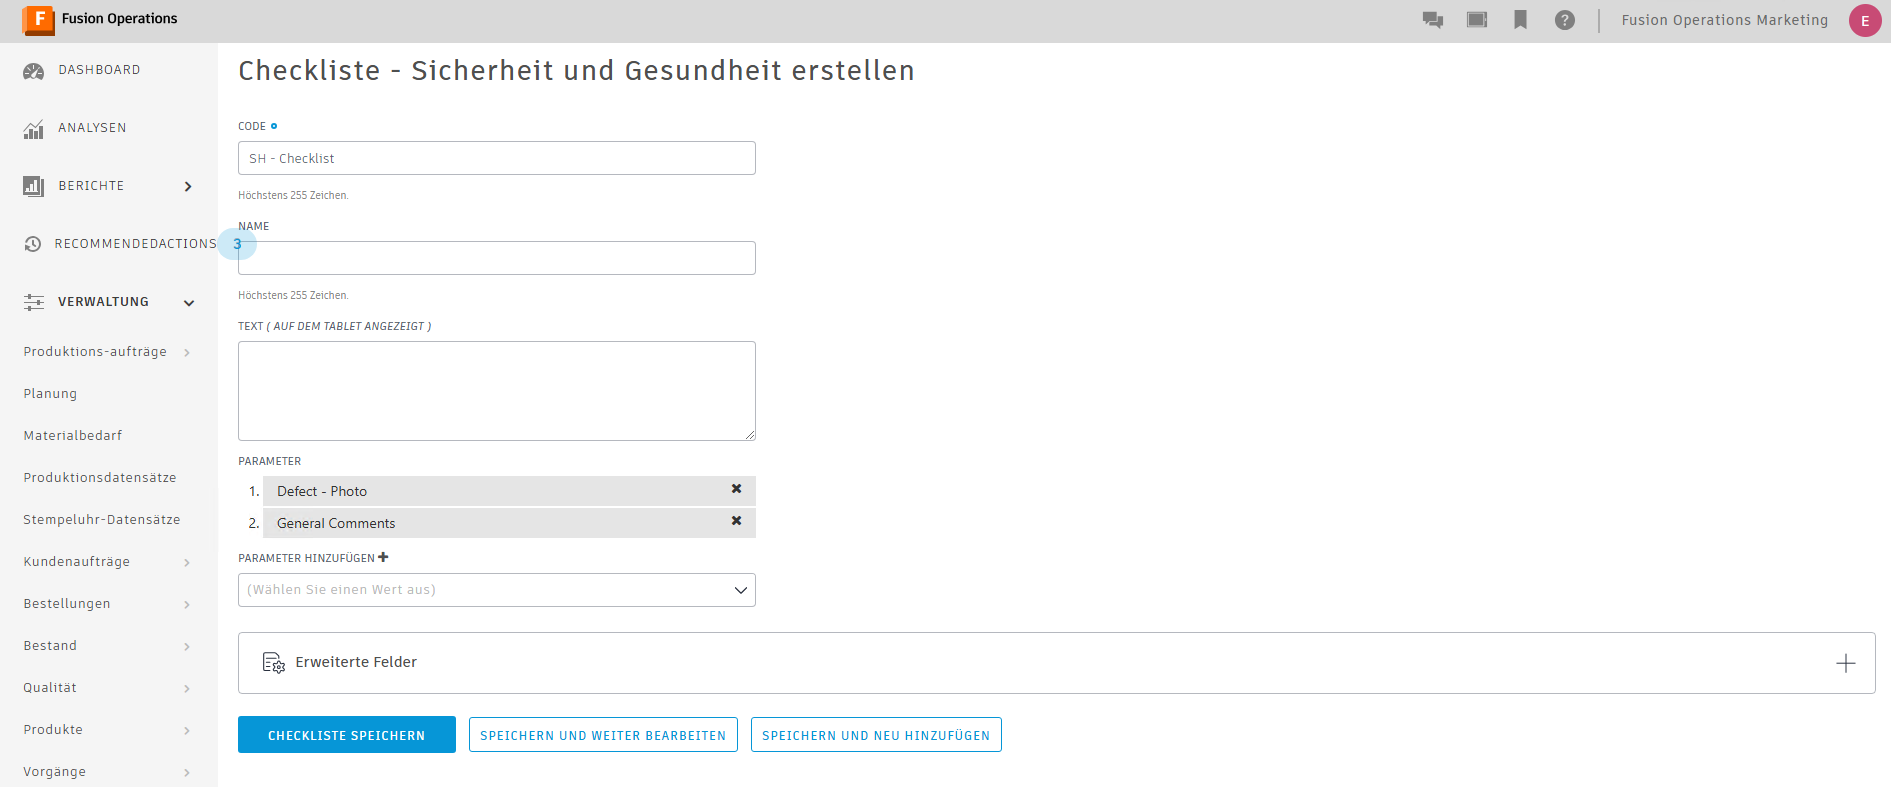 F Fusion Operations
? Fusion Operations Marketing E
DASHBOARD
ANALYSEN
BERICHTE
RECOMMENDEDACTIONS 3
VERWALTUNG
Produktions-aufträge
Planung
Materialbedarf
Produktionsdatensätze
Stempeluhr-Datensätze
Kundenaufträge
Bestellungen
Bestand
Qualität
Produkte
Vorgänge
Checkliste - Sicherheit und Gesundheit erstellen
CODE
SH - Checklist
Höchstens 255 Zeichen.
NAME
Höchstens 255 Zeichen.
TEXT ( AUF DEM TABLET ANGEZEIGT )
PARAMETER
1. Defect - Photo
2. General Comments
PARAMETER HINZUFÜGEN
(Wählen Sie einen Wert aus)
Erweiterte Felder
CHECKLISTE SPEICHERN
SPEICHERN UND WEITER BEARBEITEN
SPEICHERN UND NEU HINZUFÜGEN